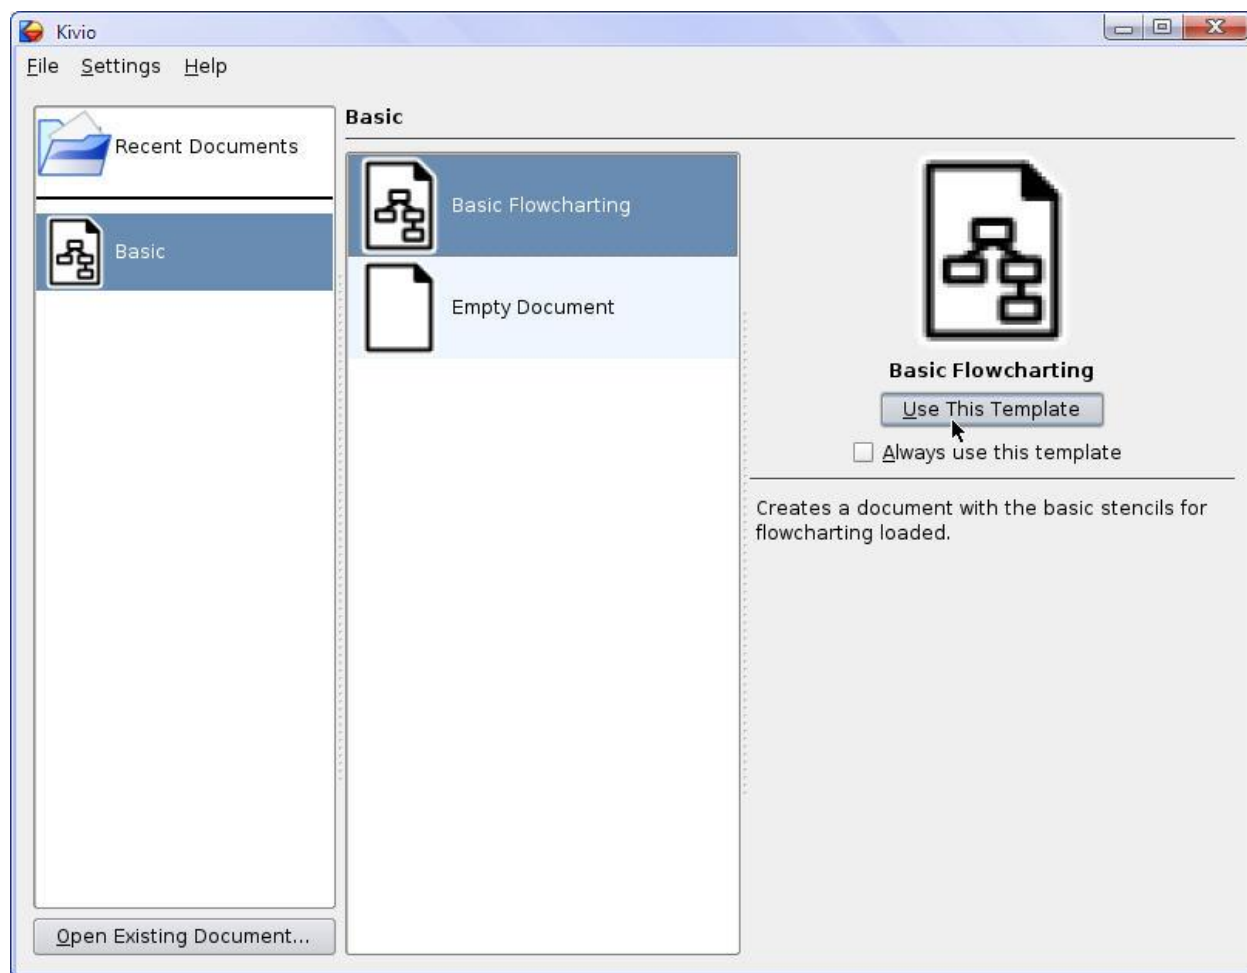 Kivio
File Settings Help
Recent Documents
Basic
Open Existing Document...
Basic
Basic Flowcharting
Empty Document
Basic Flowcharting
Use This Template
Always use this template
Creates a document with the basic stencils for
flowcharting loaded.